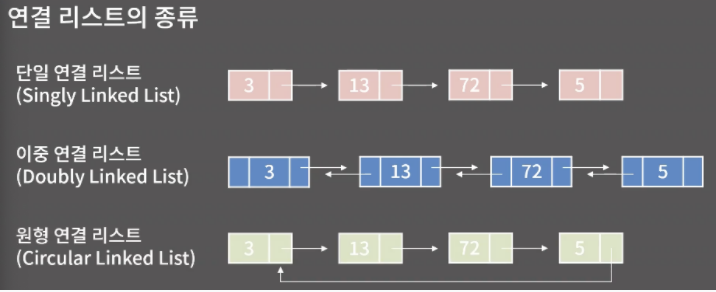 연결 리스트의 종류
단일 연결 리스트
(Singly Linked List)
3 13 72 5
이중 연결 리스트
(Doubly Linked List)
3 13 72 5
원형 연결 리스트
(Circular Linked List)
3 13 72 5